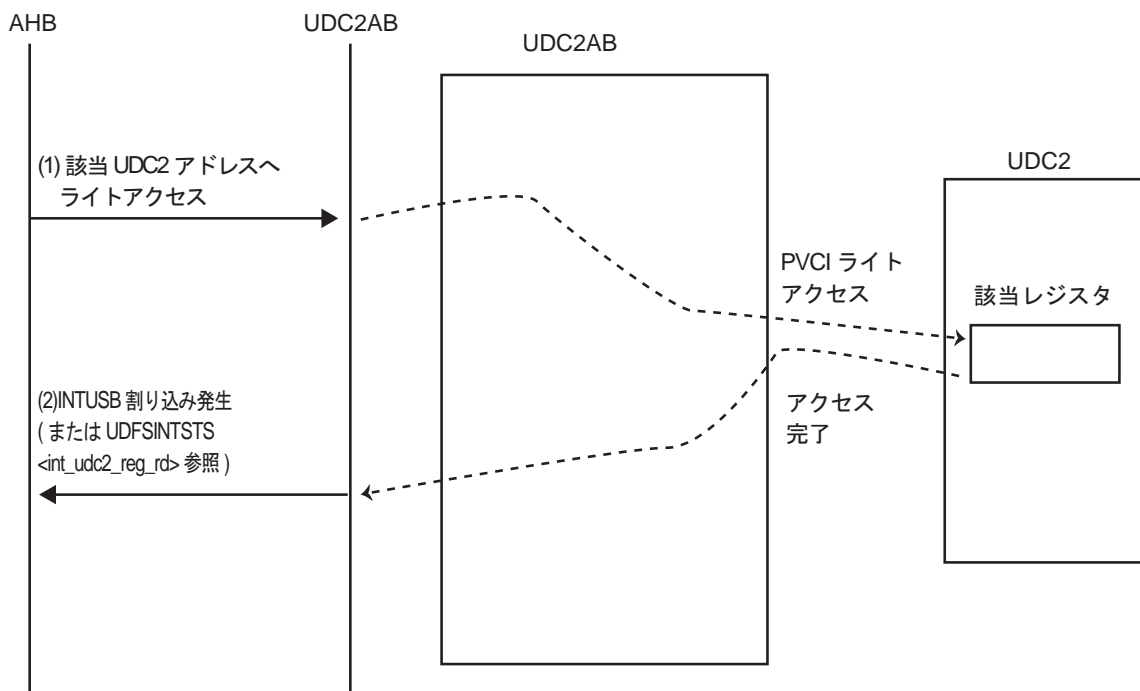 AHB
UDC2AB
UDC2AB
(1) 該当 UDC2 アドレスへ
ライトアクセス
UDC2
PVCI ライト
アクセス
該当レジスタ
(2)INTUSB 割り込み発生
( または UDFSINTSTS
<int_udc2_reg_rd> 参照 )
アクセス
完了